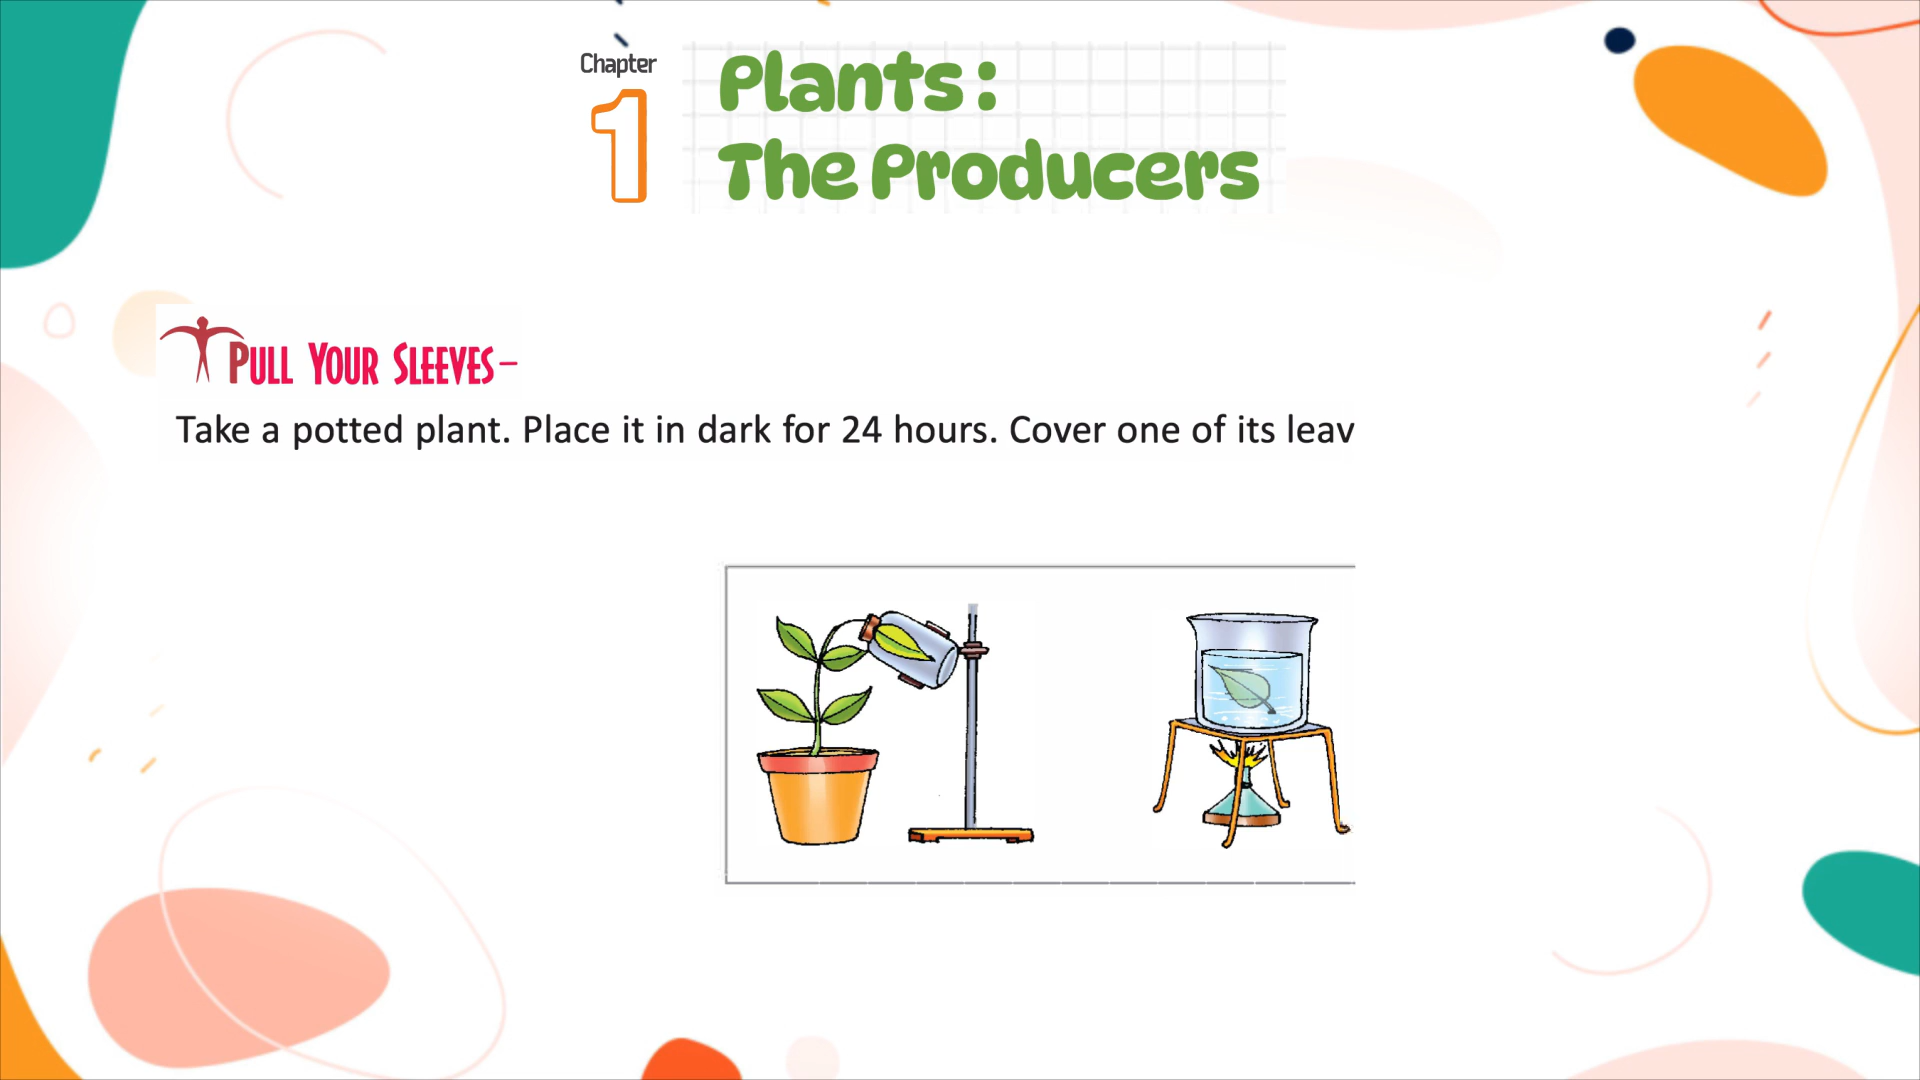 Chapter
1
Plants :
The Producers
PULL YOUR SLEEVES–
Take a potted plant. Place it in dark for 24 hours. Cover one of its leav